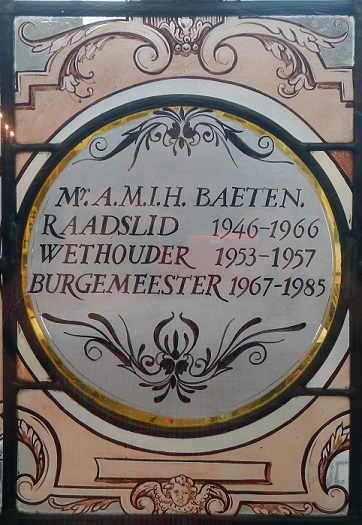 Mr. A.M.I.H. BAETEN.
RAADSLID 1946-1966
WETHOUDER 1953-1957
BURGEMEESTER 1967-1985